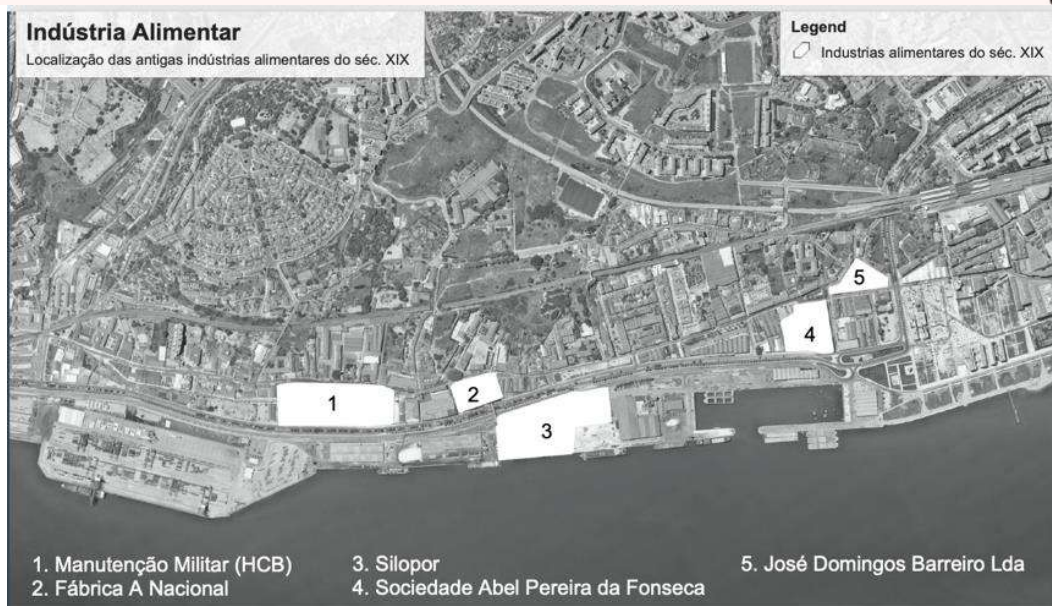 Indústria Alimentar
Localização das antigas indústrias alimentares do séc. XIX
Legend
Industrias alimentares do séc. XIX
1
2
3
4
5
1. Manutenção Militar (HCB)
2. Fábrica A Nacional
3. Silopor
4. Sociedade Abel Pereira da Fonseca
5. José Domingos Barreiro Lda